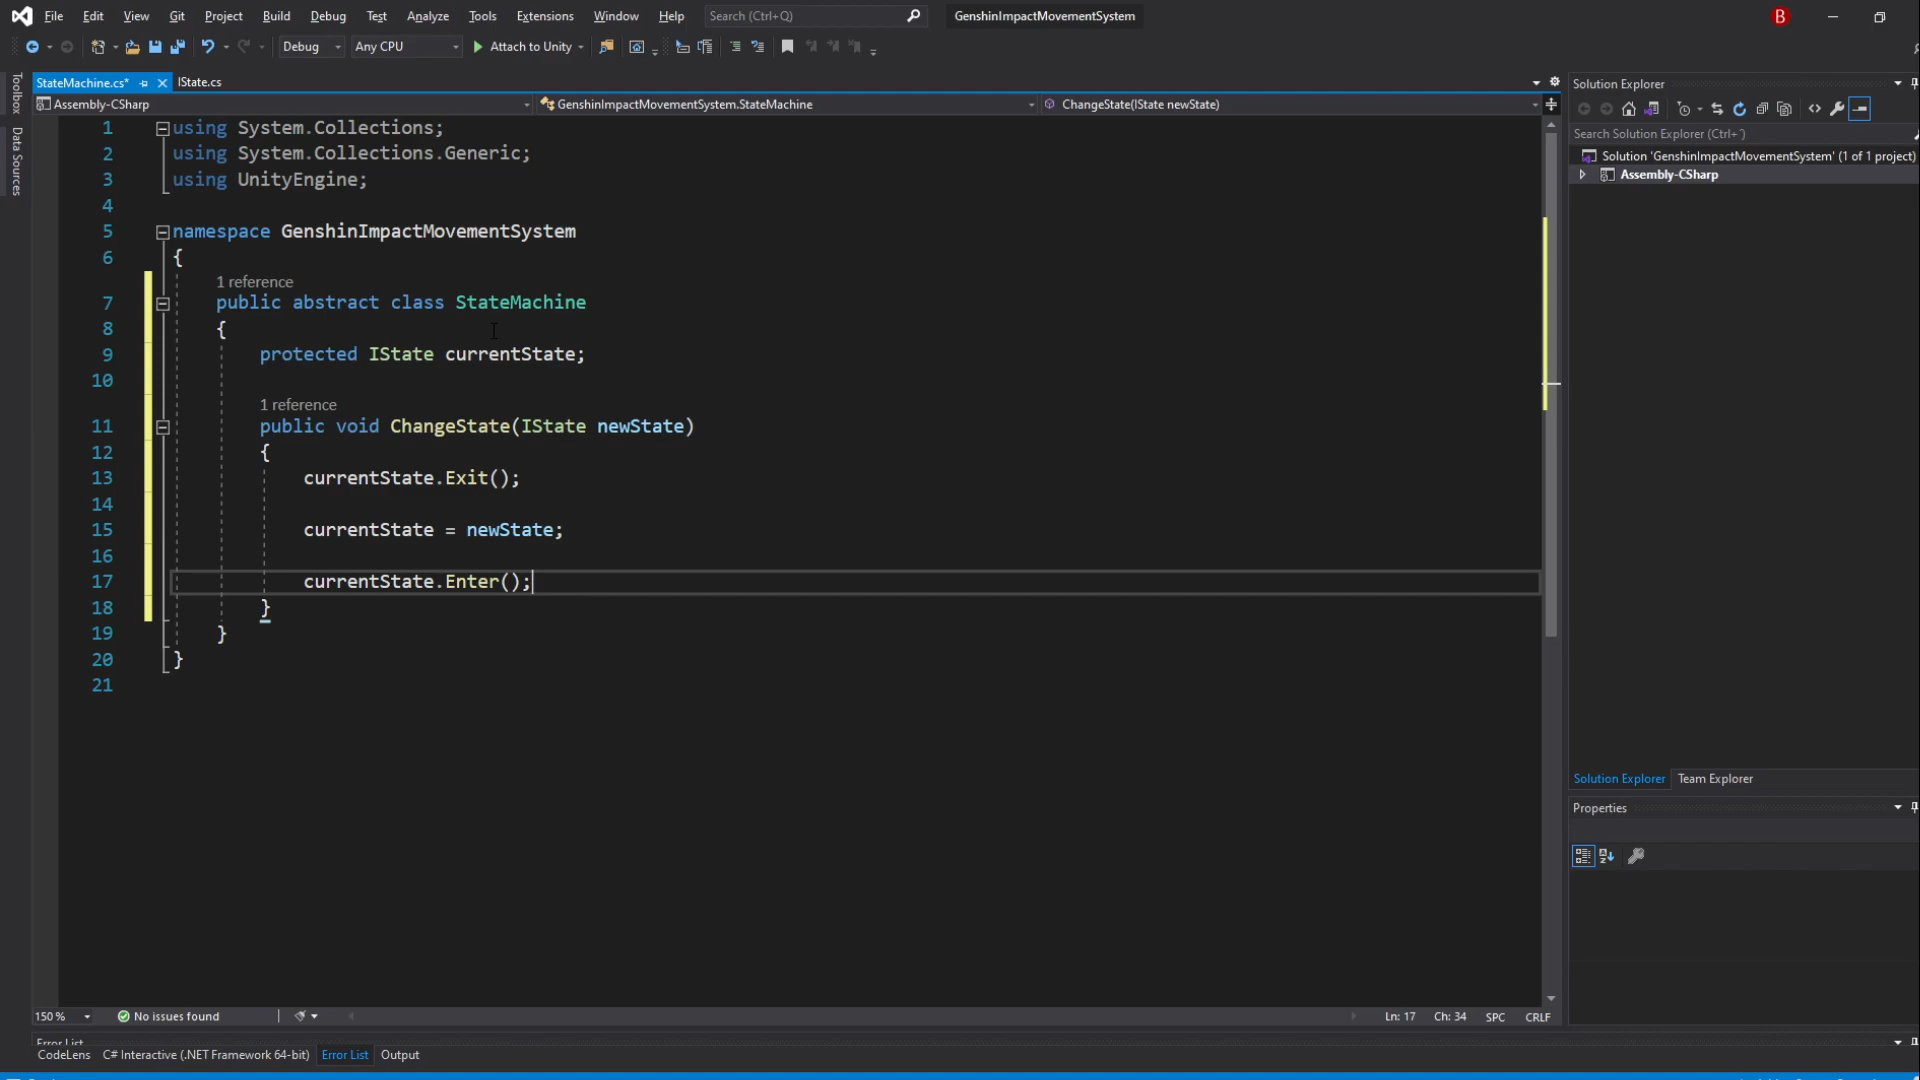 File Edit View Git Project Build Debug Test Analyze Tools Extensions Window Help Search (Ctrl+Q) GenshinImpactMovementSystem B
Debug Any CPU Attach to Unity
StateMachine.cs* IState.cs
Assembly-CSharp GenshinImpactMovementSystem.StateMachine ChangeState(IState newState)
Toolbox
Data Sources
1 using System.Collections;
2 using System.Collections.Generic;
3 using UnityEngine;
4
5 namespace GenshinImpactMovementSystem
6 {
1 reference
7 public abstract class StateMachine
8 {
9 protected IState currentState;
10
1 reference
11 public void ChangeState(IState newState)
12 {
13 currentState.Exit();
14
15 currentState = newState;
16
17 currentState.Enter();
18 }
19 }
20 }
21
150 % No issues found Ln: 17 Ch: 34 SPC CRLF
Error List
CodeLens C# Interactive (.NET Framework 64-bit) Error List Output
Solution Explorer
Search Solution Explorer (Ctrl+¨)
Solution 'GenshinImpactMovementSystem' (1 of 1 project)
Assembly-CSharp
Solution Explorer Team Explorer
Properties